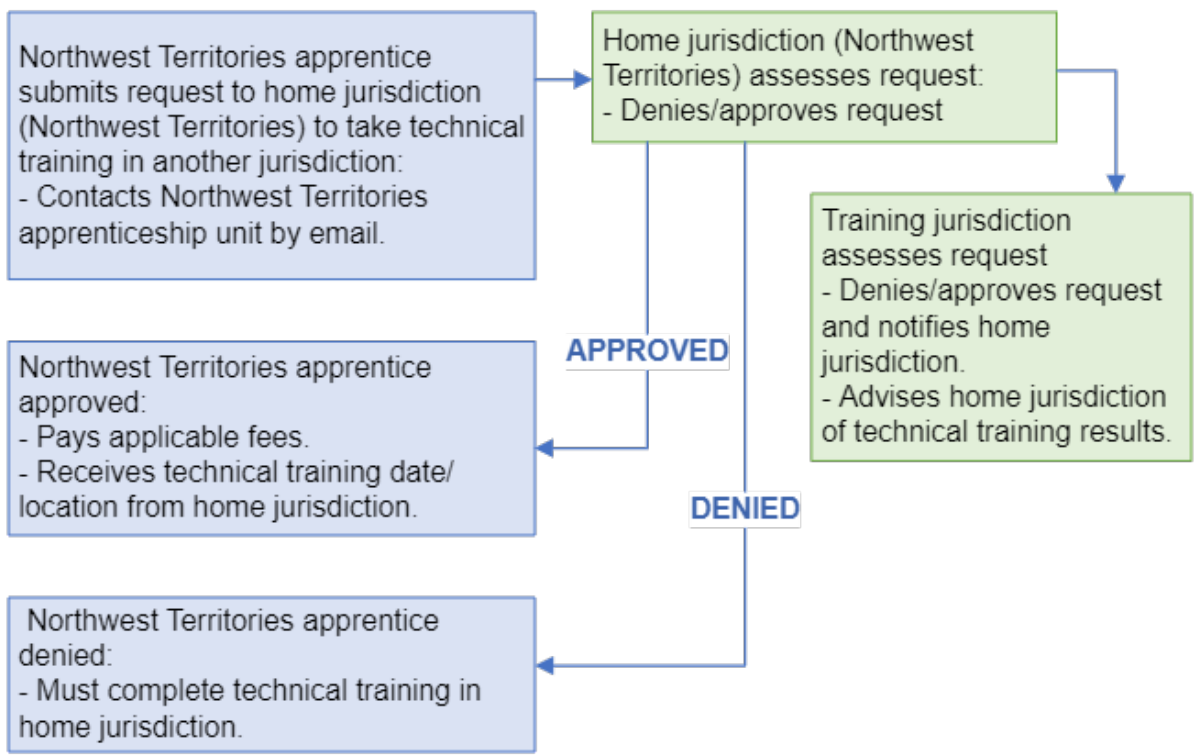 Northwest Territories apprentice
submits request to home jurisdiction
(Northwest Territories) to take technical
training in another jurisdiction:
- Contacts Northwest Territories
apprenticeship unit by email.
Home jurisdiction (Northwest
Territories) assesses request:
- Denies/approves request
Training jurisdiction
assesses request
- Denies/approves request
and notifies home
jurisdiction.
- Advises home jurisdiction
of technical training results.
APPROVED
Northwest Territories apprentice
approved:
- Pays applicable fees.
- Receives technical training date/
location from home jurisdiction.
DENIED
Northwest Territories apprentice
denied:
- Must complete technical training in
home jurisdiction.